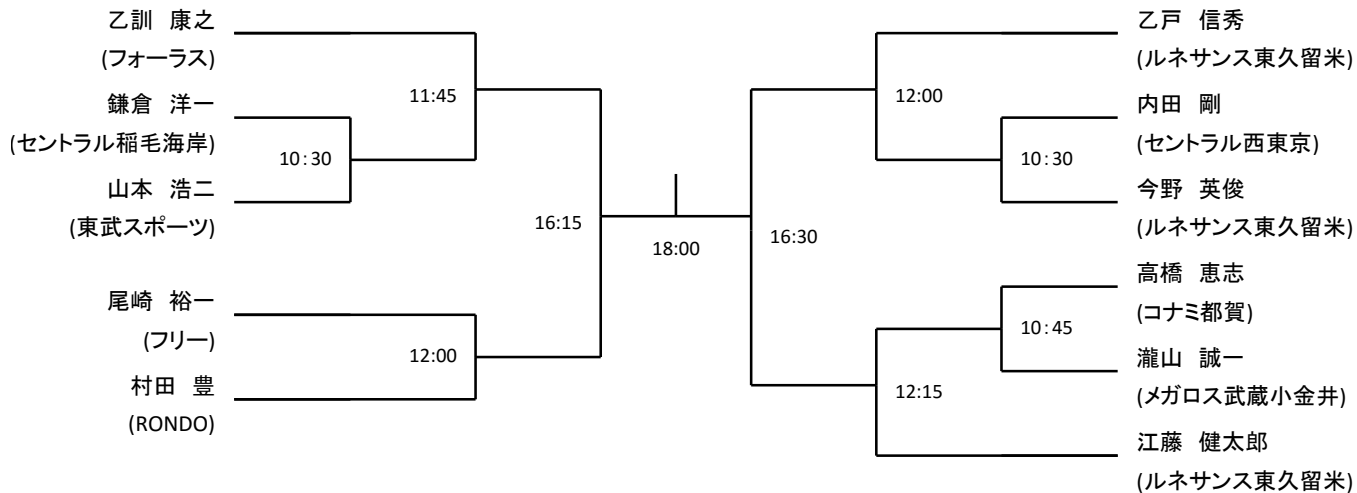 乙訓　康之
(フォーラス)
鎌倉　洋一
(セントラル稲毛海岸)
山本　浩二
(東武スポーツ)
尾崎　裕一
(フリー)
村田　豊
(RONDO)
11:45
10:30
16:15
12:00
18:00
16:30
12:00
10:30
10:45
12:15
乙戸　信秀
(ルネサンス東久留米)
内田　剛
(セントラル西東京)
今野　英俊
(ルネサンス東久留米)
高橋　恵志
(コナミ都賀)
瀧山　誠一
(メガロス武蔵小金井)
江藤　健太郎
(ルネサンス東久留米)